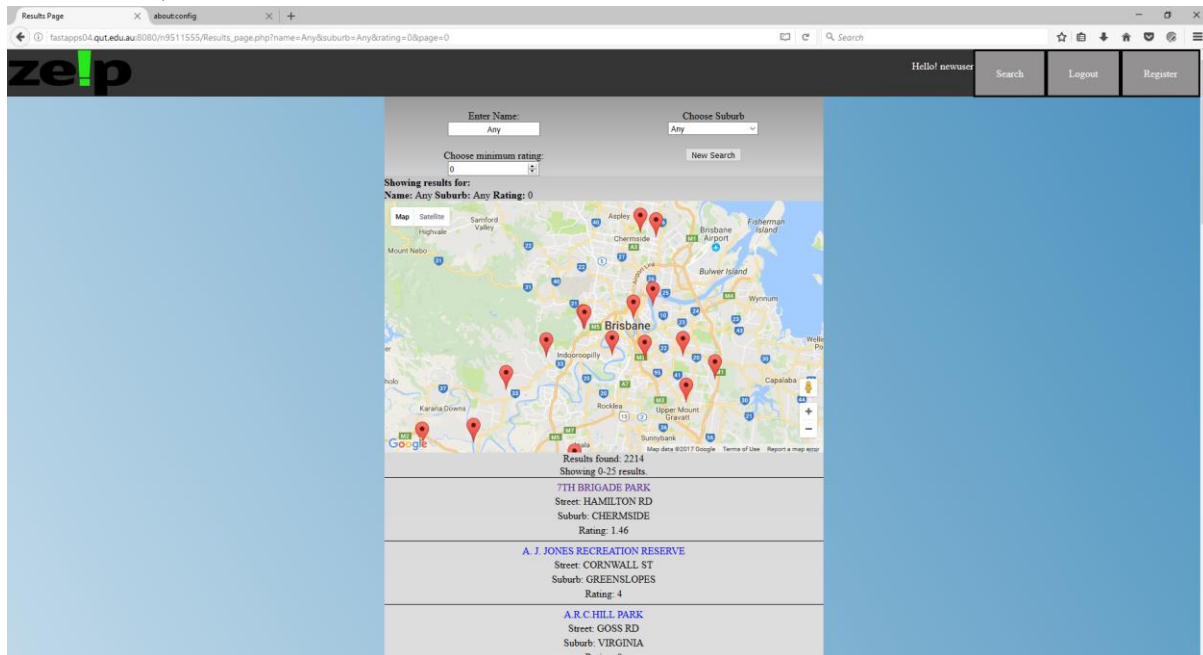 Results Page
about:config
fastapps04.qut.edu.au:8080/n9511555/Results_page.php?name=Any&suburb=Any&rating=0&page=0
Search
ze!p
Hello! newuser
Search
Logout
Register
Enter Name:
Choose Suburb
Any
Any
Choose minimum rating:
New Search
0
Showing results for:
Name: Any Suburb: Any Rating: 0
Map Satellite
Samford
Valley
Highvale
Mount Nebo
Aspley
Chermside
Brisbane
Airport
Fisherman
Island
Bulwer Island
Wynnum
Brisbane
Indooroopilly
Capalaba
Karana Downs
Rocklea
Upper Mount
Gravatt
Sunnybank
Google
Map data ©2017 Google Terms of Use Report a map error
Results found: 2214
Showing 0-25 results.
7TH BRIGADE PARK
Street: HAMILTON RD
Suburb: CHERMSIDE
Rating: 1.46
A. J. JONES RECREATION RESERVE
Street: CORNWALL ST
Suburb: GREENSLOPES
Rating: 4
A.R.C.HILL PARK
Street: GOSS RD
Suburb: VIRGINIA